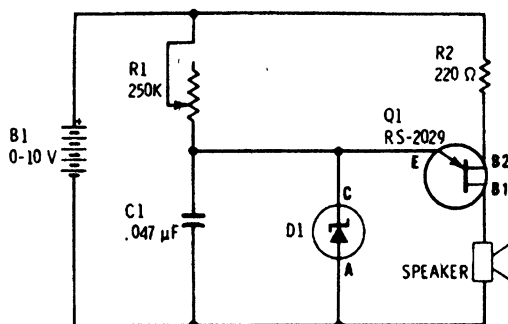 R1
250K
R2
220 Ω
Q1
RS-2029
B1
0-10 V
+
E
B2
B1
C1
.047 µF
D1
C
A
SPEAKER